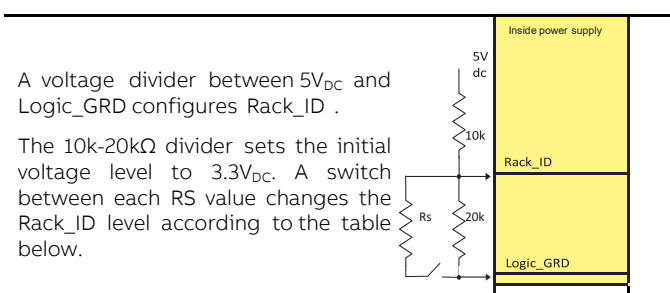 Inside power supply
A voltage divider between 5V_DC and
Logic_GRD configures Rack_ID .
The 10k-20kΩ divider sets the initial
voltage level to 3.3V_DC. A switch
between each RS value changes the
Rack_ID level according to the table
below.
5V
dc
10k
Rack_ID
Rs
20k
Logic_GRD